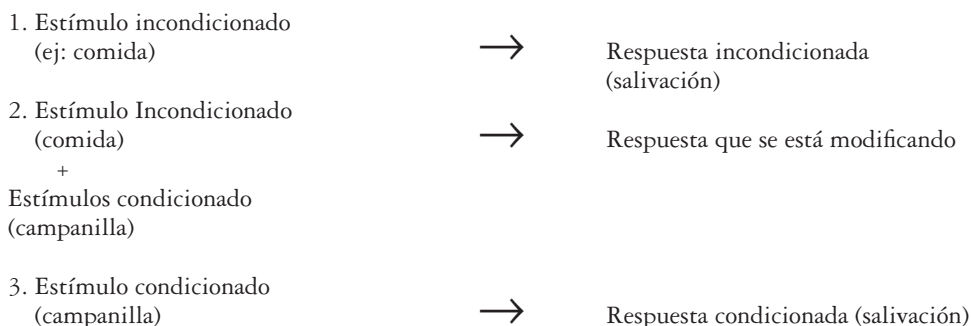 1. Estímulo incondicionado
(ej: comida) → Respuesta incondicionada
(salivación)
2. Estímulo Incondicionado
(comida) → Respuesta que se está modificando
+
Estímulos condicionado
(campanilla)
3. Estímulo condicionado
(campanilla) → Respuesta condicionada (salivación)